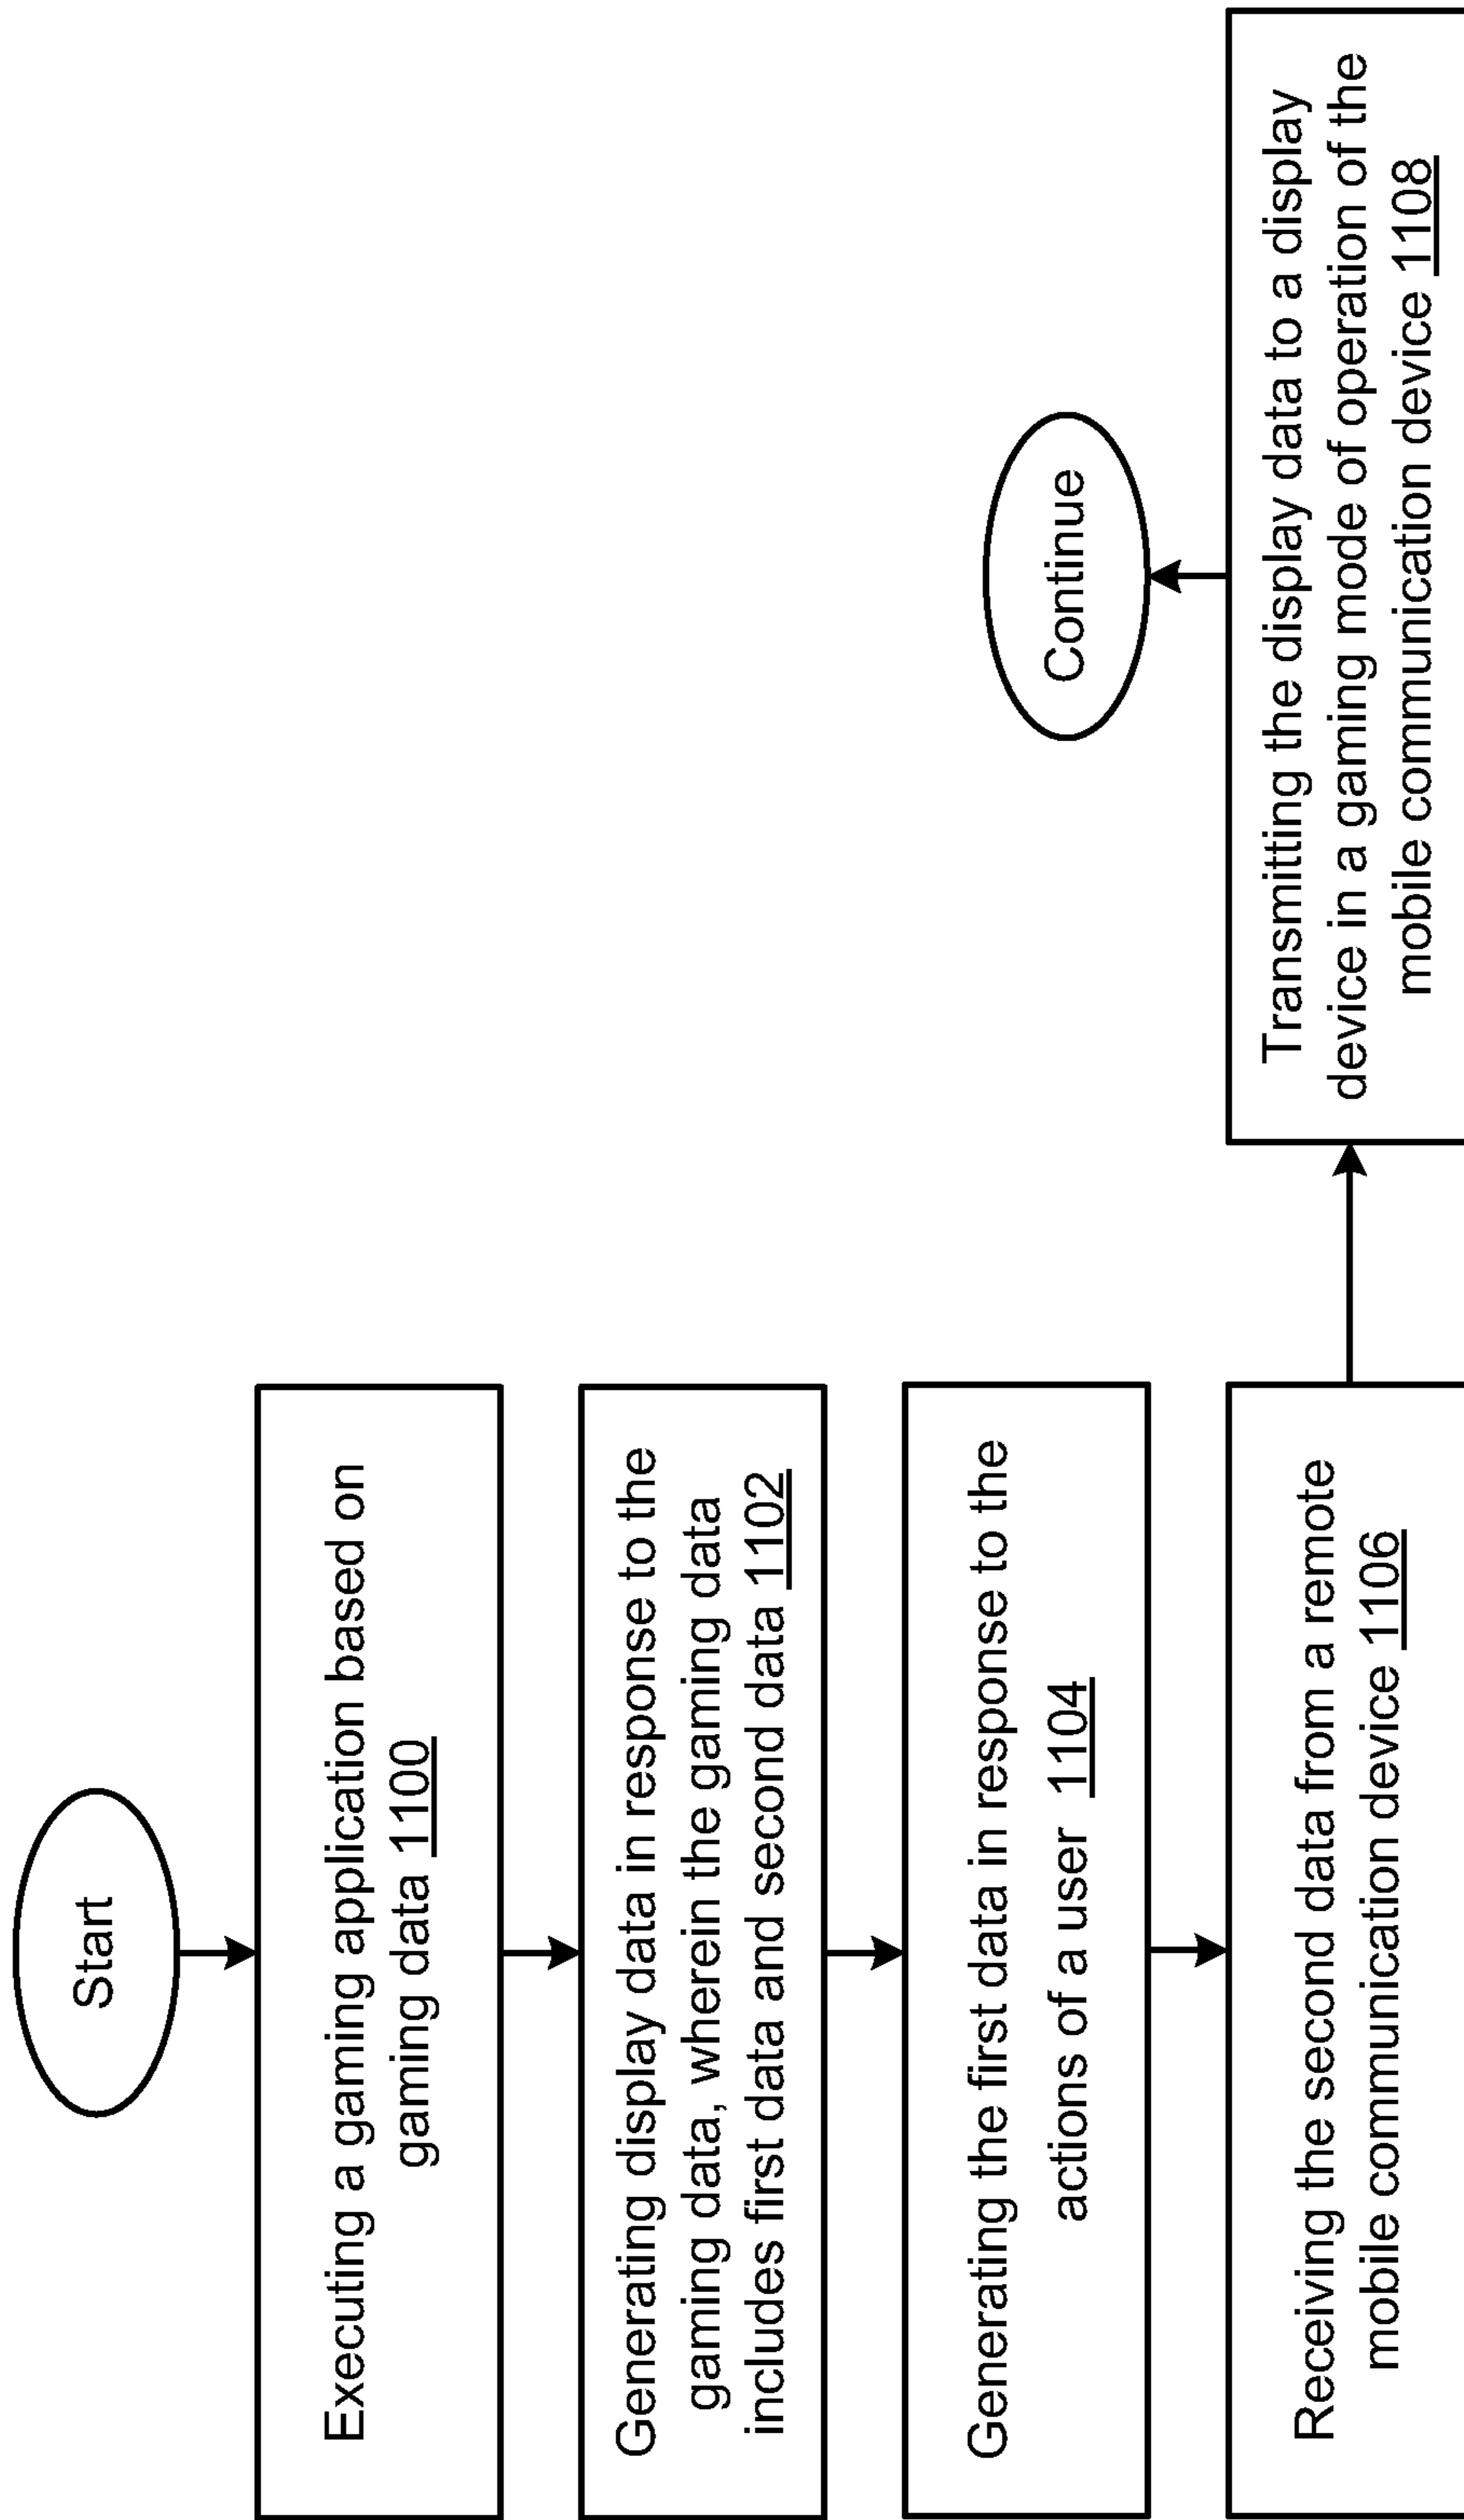 Start
Executing a gaming application based on
gaming data 1100
Generating display data in response to the
gaming data, wherein the gaming data
includes first data and second data 1102
Generating the first data in response to the
actions of a user 1104
Receiving the second data from a remote
mobile communication device 1106
Transmitting the display data to a display
device in a gaming mode of operation of the
mobile communication device 1108
Continue